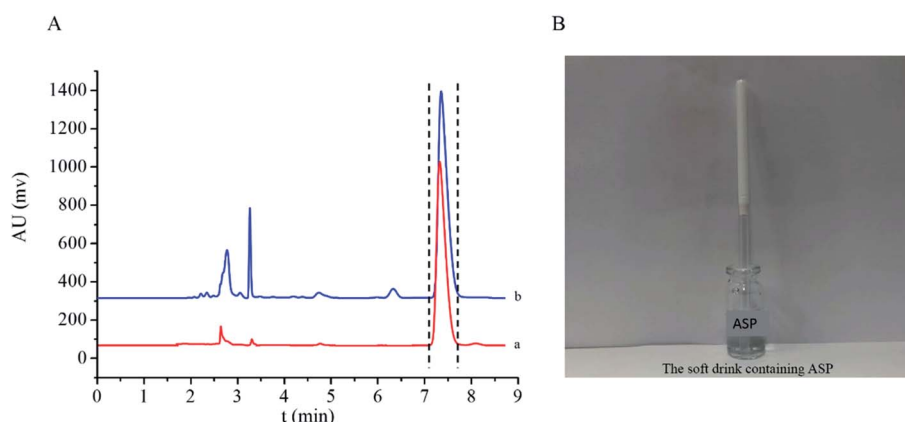 A
B
AU (mv)
1400
1000
800
600
400
200
0
b
a
0 1 2 3 4 5 6 7 8 9
t (min)
ASP
The soft drink containing ASP